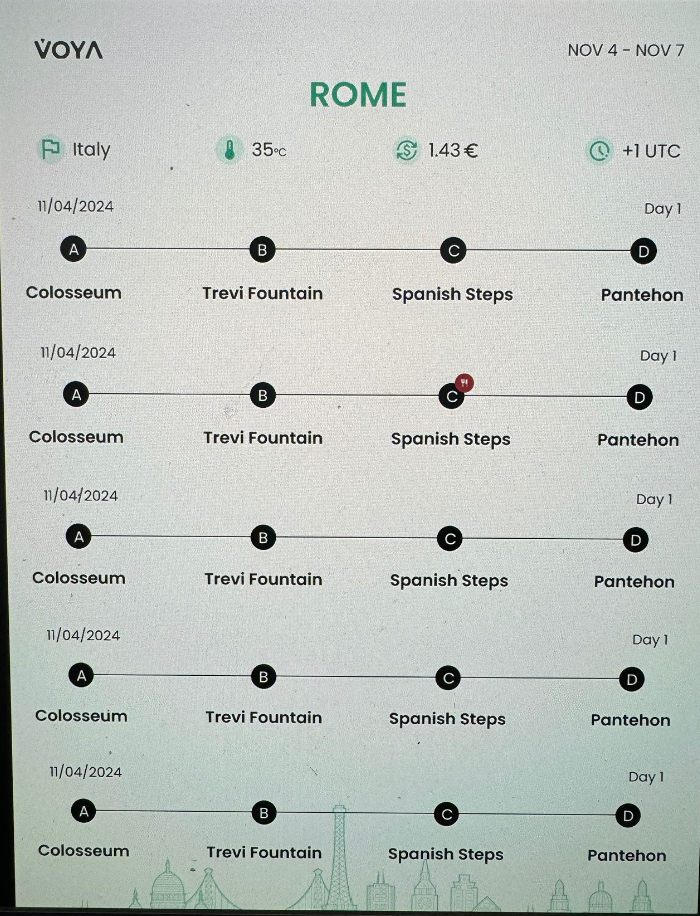 VOYA
NOV 4 - NOV 7
ROME
Italy
35°C
1.43 €
+1 UTC
11/04/2024
Day 1
A B C D
Colosseum Trevi Fountain Spanish Steps Pantehon
11/04/2024
Day 1
A B C D
Colosseum Trevi Fountain Spanish Steps Pantehon
11/04/2024
Day 1
A B C D
Colosseum Trevi Fountain Spanish Steps Pantehon
11/04/2024
Day 1
A B C D
Colosseum Trevi Fountain Spanish Steps Pantehon
11/04/2024
Day 1
A B C D
Colosseum Trevi Fountain Spanish Steps Pantehon